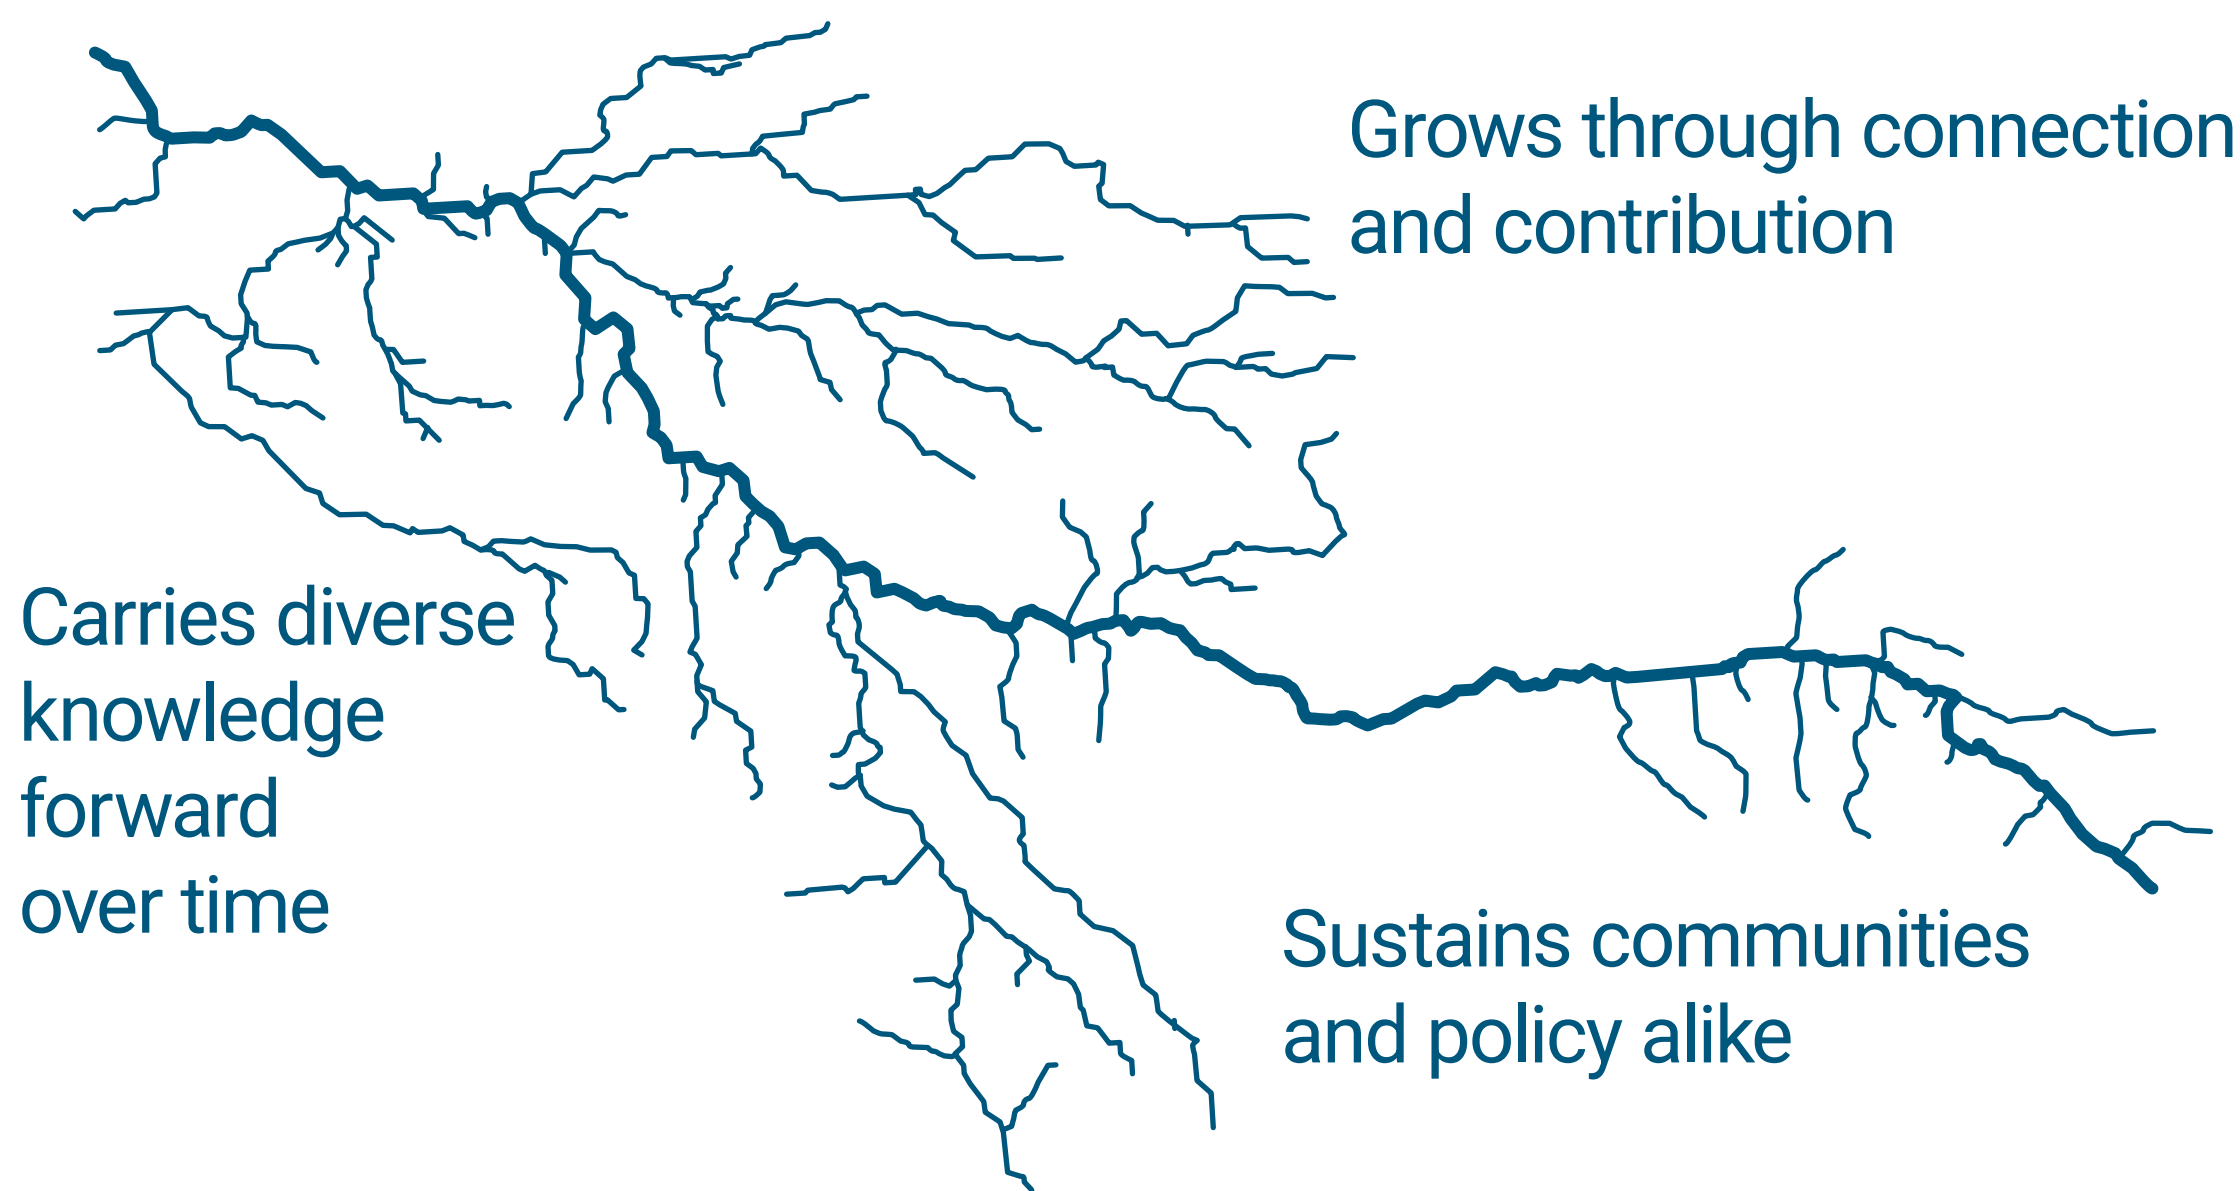 Grows through connection
and contribution
Carries diverse
knowledge
forward
over time
Sustains communities
and policy alike